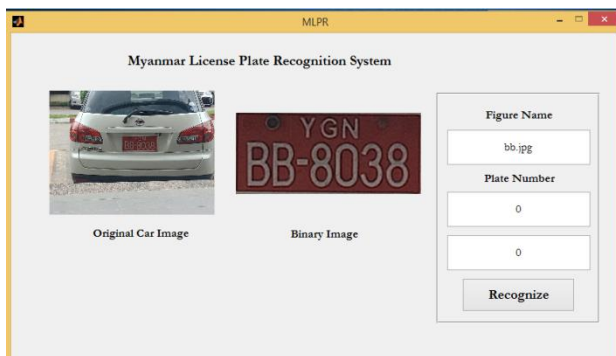 MLPR
Myanmar License Plate Recognition System
YGN
BB-8038
Original Car Image
Binary Image
Figure Name
bb.jpg
Plate Number
0
0
Recognize